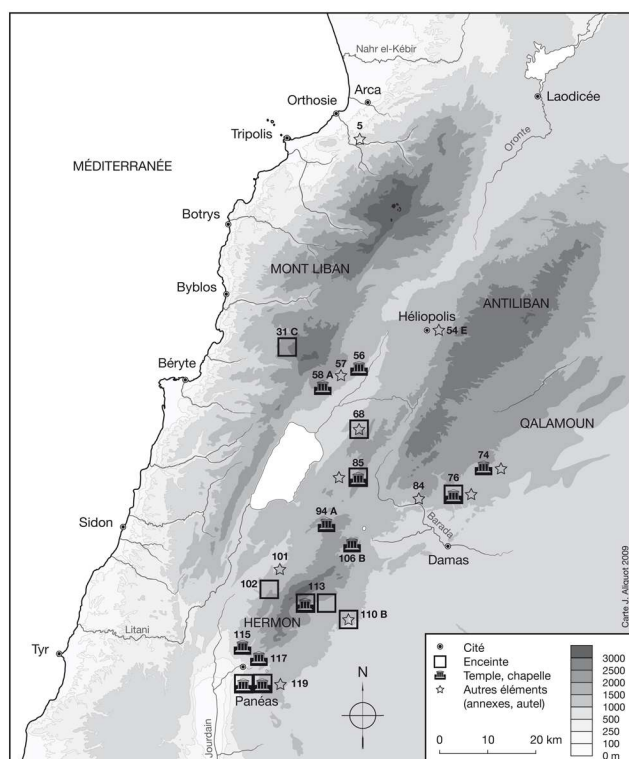 Nahr el-Kébir
Laodicée
Arca
Orthosie
5
Tripolis
Oronte
MÉDITERRANÉE
Botrys
MONT LIBAN
ANTILIBAN
Byblos
Héliopolis
54 E
31 C
57
56
58 A
Béryte
QALAMOUN
68
74
85
76
84
94 A
Sidon
Barada
106 B
Damas
101
102
113
110 B
HERMON
Litani
115
Tyr
117
119
Panéas
Jourdain
N
Carte J. Aliquot 2009
Cité
Enceinte
Temple, chapelle
Autres éléments
(annexes, autel)
0 10 20 km
3000
2500
2000
1500
1000
500
250
100
0 m